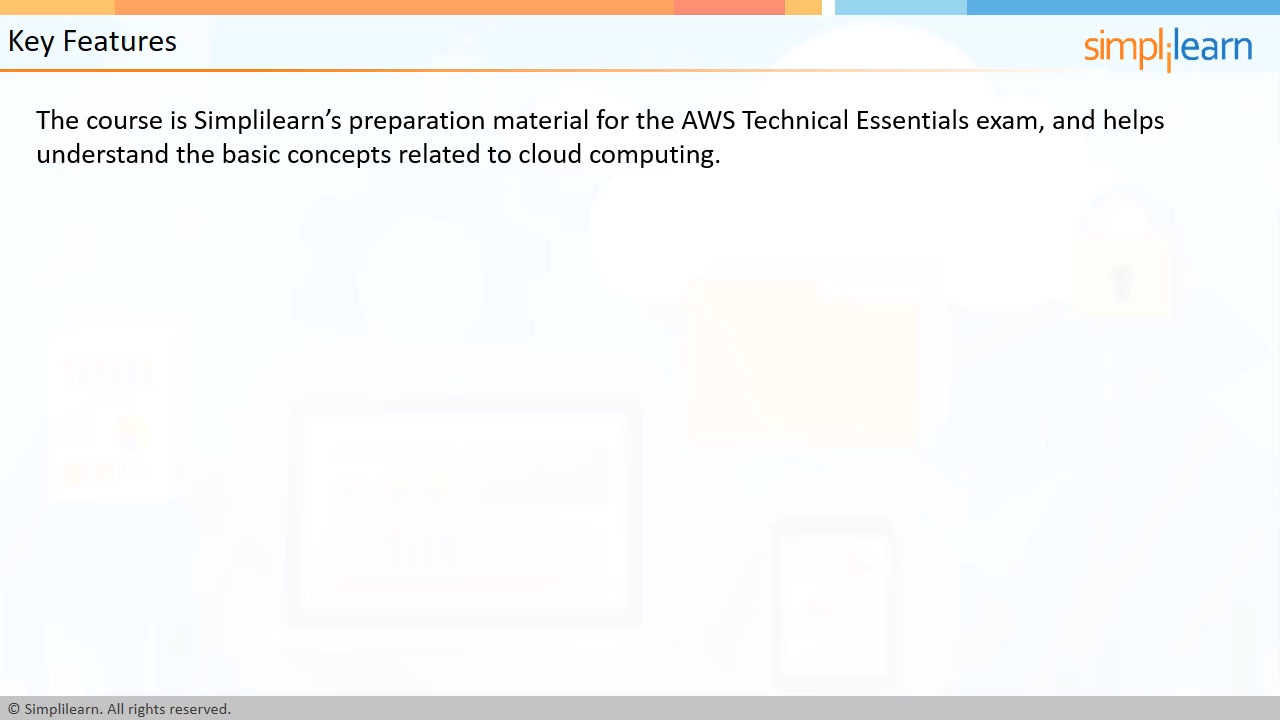 Key Features
simplilearn
The course is Simplilearn’s preparation material for the AWS Technical Essentials exam, and helps
understand the basic concepts related to cloud computing.
© Simplilearn. All rights reserved.